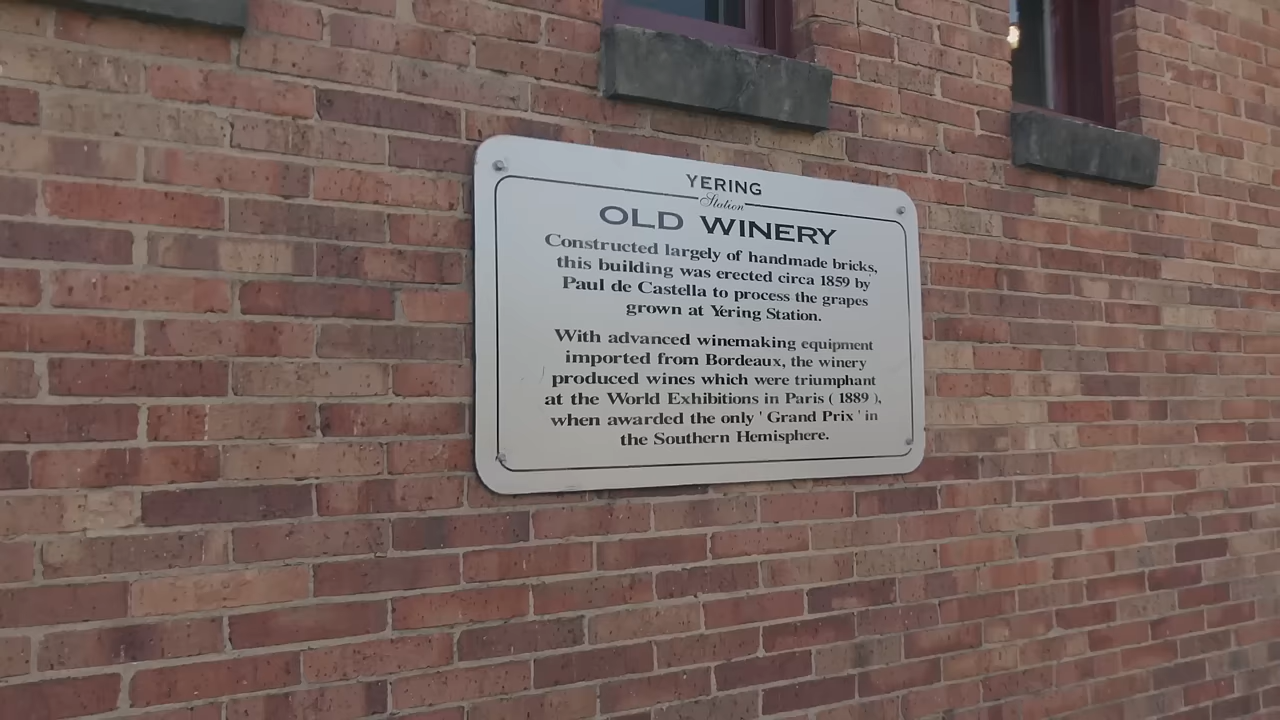 YERING
Station
OLD WINERY
Constructed largely of handmade bricks,
this building was erected circa 1859 by
Paul de Castella to process the grapes
grown at Yering Station.
With advanced winemaking equipment
imported from Bordeaux, the winery
produced wines which were triumphant
at the World Exhibitions in Paris ( 1889 ),
when awarded the only ' Grand Prix ' in
the Southern Hemisphere.